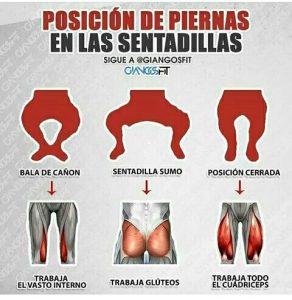 POSICIÓN DE PIERNAS
EN LAS SENTADILLAS
SIGUE A @GIANGOSFIT
GIANGOSFIT
BALA DE CAÑON
SENTADILLA SUMO
POSICIÓN CERRADA
TRABAJA
EL VASTO INTERNO
TRABAJA GLÚTEOS
TRABAJA TODO
EL CUÁDRICEPS